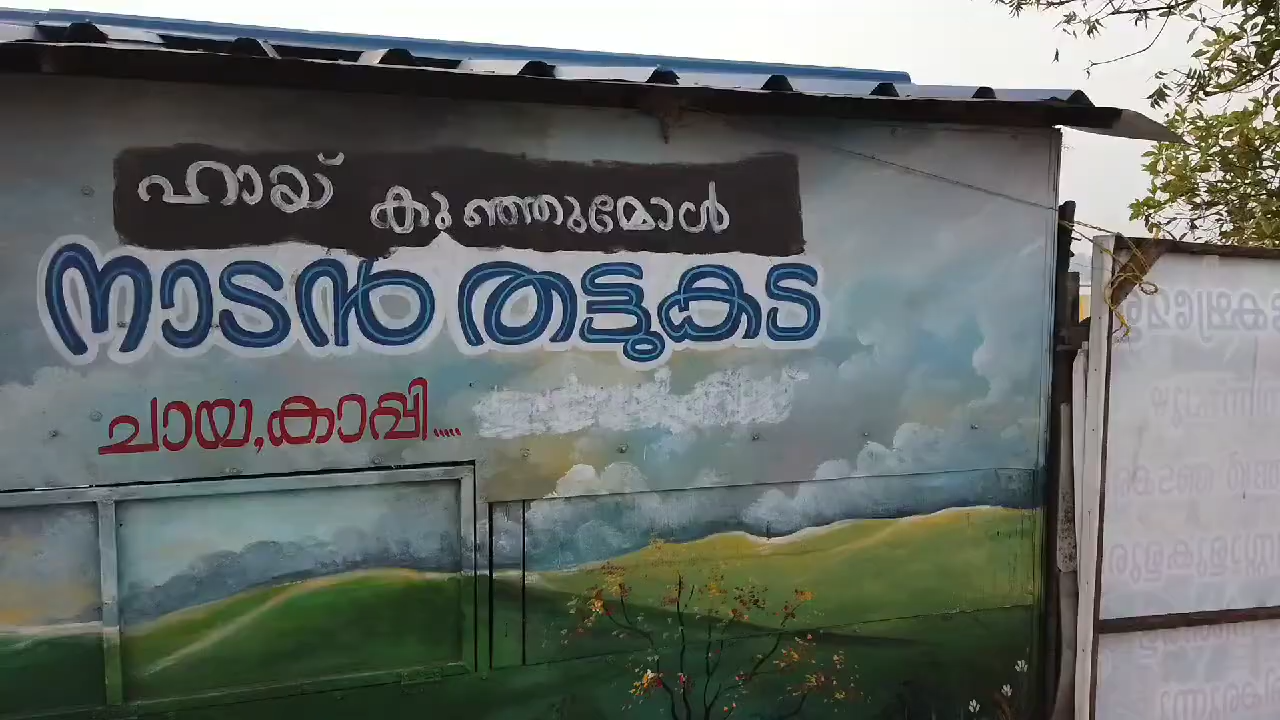 ഹായ് കുഞ്ഞുമോൾ
നാടൻ തട്ടുകട
ചായ, കാപ്പി.....